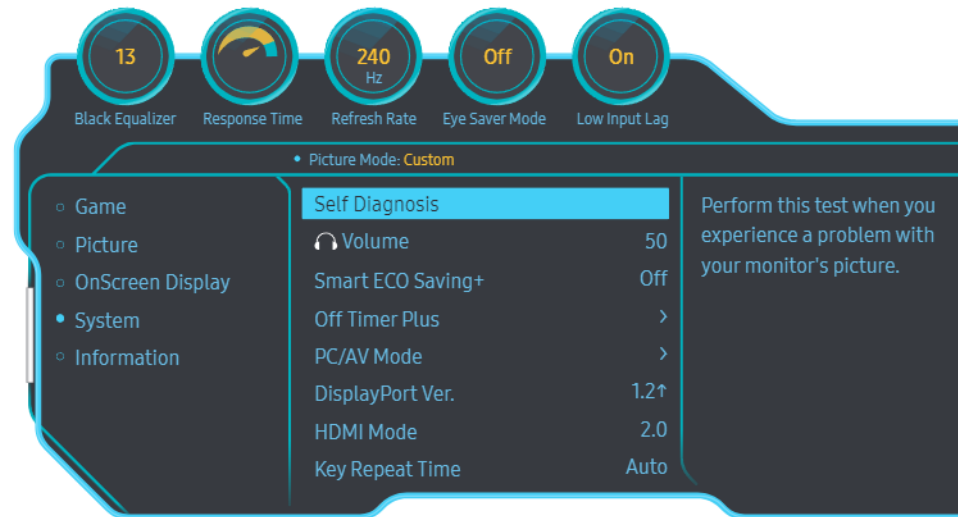 13
240
Hz
Off
On
Black Equalizer
Response Time
Refresh Rate
Eye Saver Mode
Low Input Lag
• Picture Mode: Custom
Game
Picture
OnScreen Display
System
Information
Self Diagnosis
Volume 50
Smart ECO Saving+ Off
Off Timer Plus >
PC/AV Mode >
DisplayPort Ver. 1.2↑
HDMI Mode 2.0
Key Repeat Time Auto
Perform this test when you
experience a problem with
your monitor's picture.